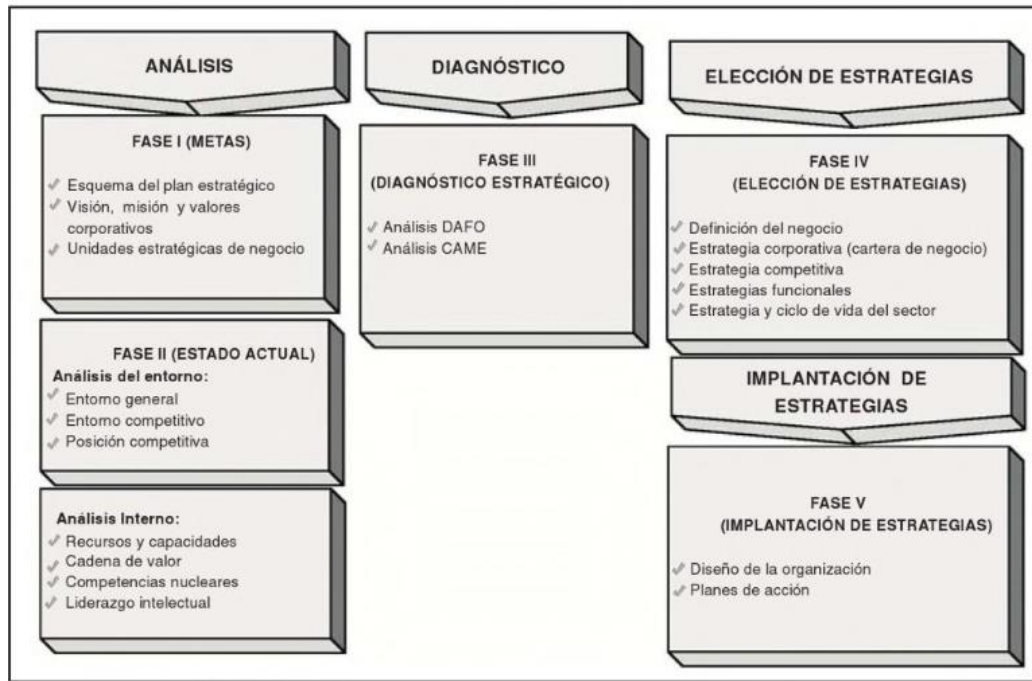 ANÁLISIS
FASE I (METAS)
Esquema del plan estratégico
Visión, misión y valores
corporativos
Unidades estratégicas de negocio
FASE II (ESTADO ACTUAL)
Análisis del entorno:
Entorno general
Entorno competitivo
Posición competitiva
Análisis Interno:
Recursos y capacidades
Cadena de valor
Competencias nucleares
Liderazgo intelectual
DIAGNÓSTICO
FASE III
(DIAGNÓSTICO ESTRATÉGICO)
Análisis DAFO
Análisis CAME
ELECCIÓN DE ESTRATEGIAS
FASE IV
(ELECCIÓN DE ESTRATEGIAS)
Definición del negocio
Estrategia corporativa (cartera de negocio)
Estrategia competitiva
Estrategias funcionales
Estrategia y ciclo de vida del sector
IMPLANTACIÓN DE
ESTRATEGIAS
FASE V
(IMPLANTACIÓN DE ESTRATEGIAS)
Diseño de la organización
Planes de acción